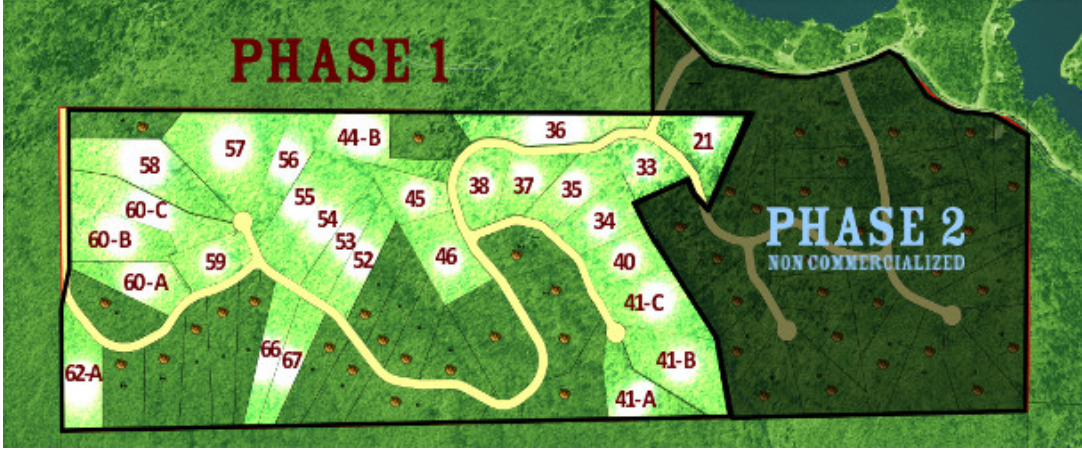 PHASE 1
36
21
44-B
57
56
58
33
38
37
35
45
55
60-C
54
34
53
60-B
52
46
59
40
60-A
41-C
66
67
41-B
62-A
41-A
PHASE 2
NON COMMERCIALIZED